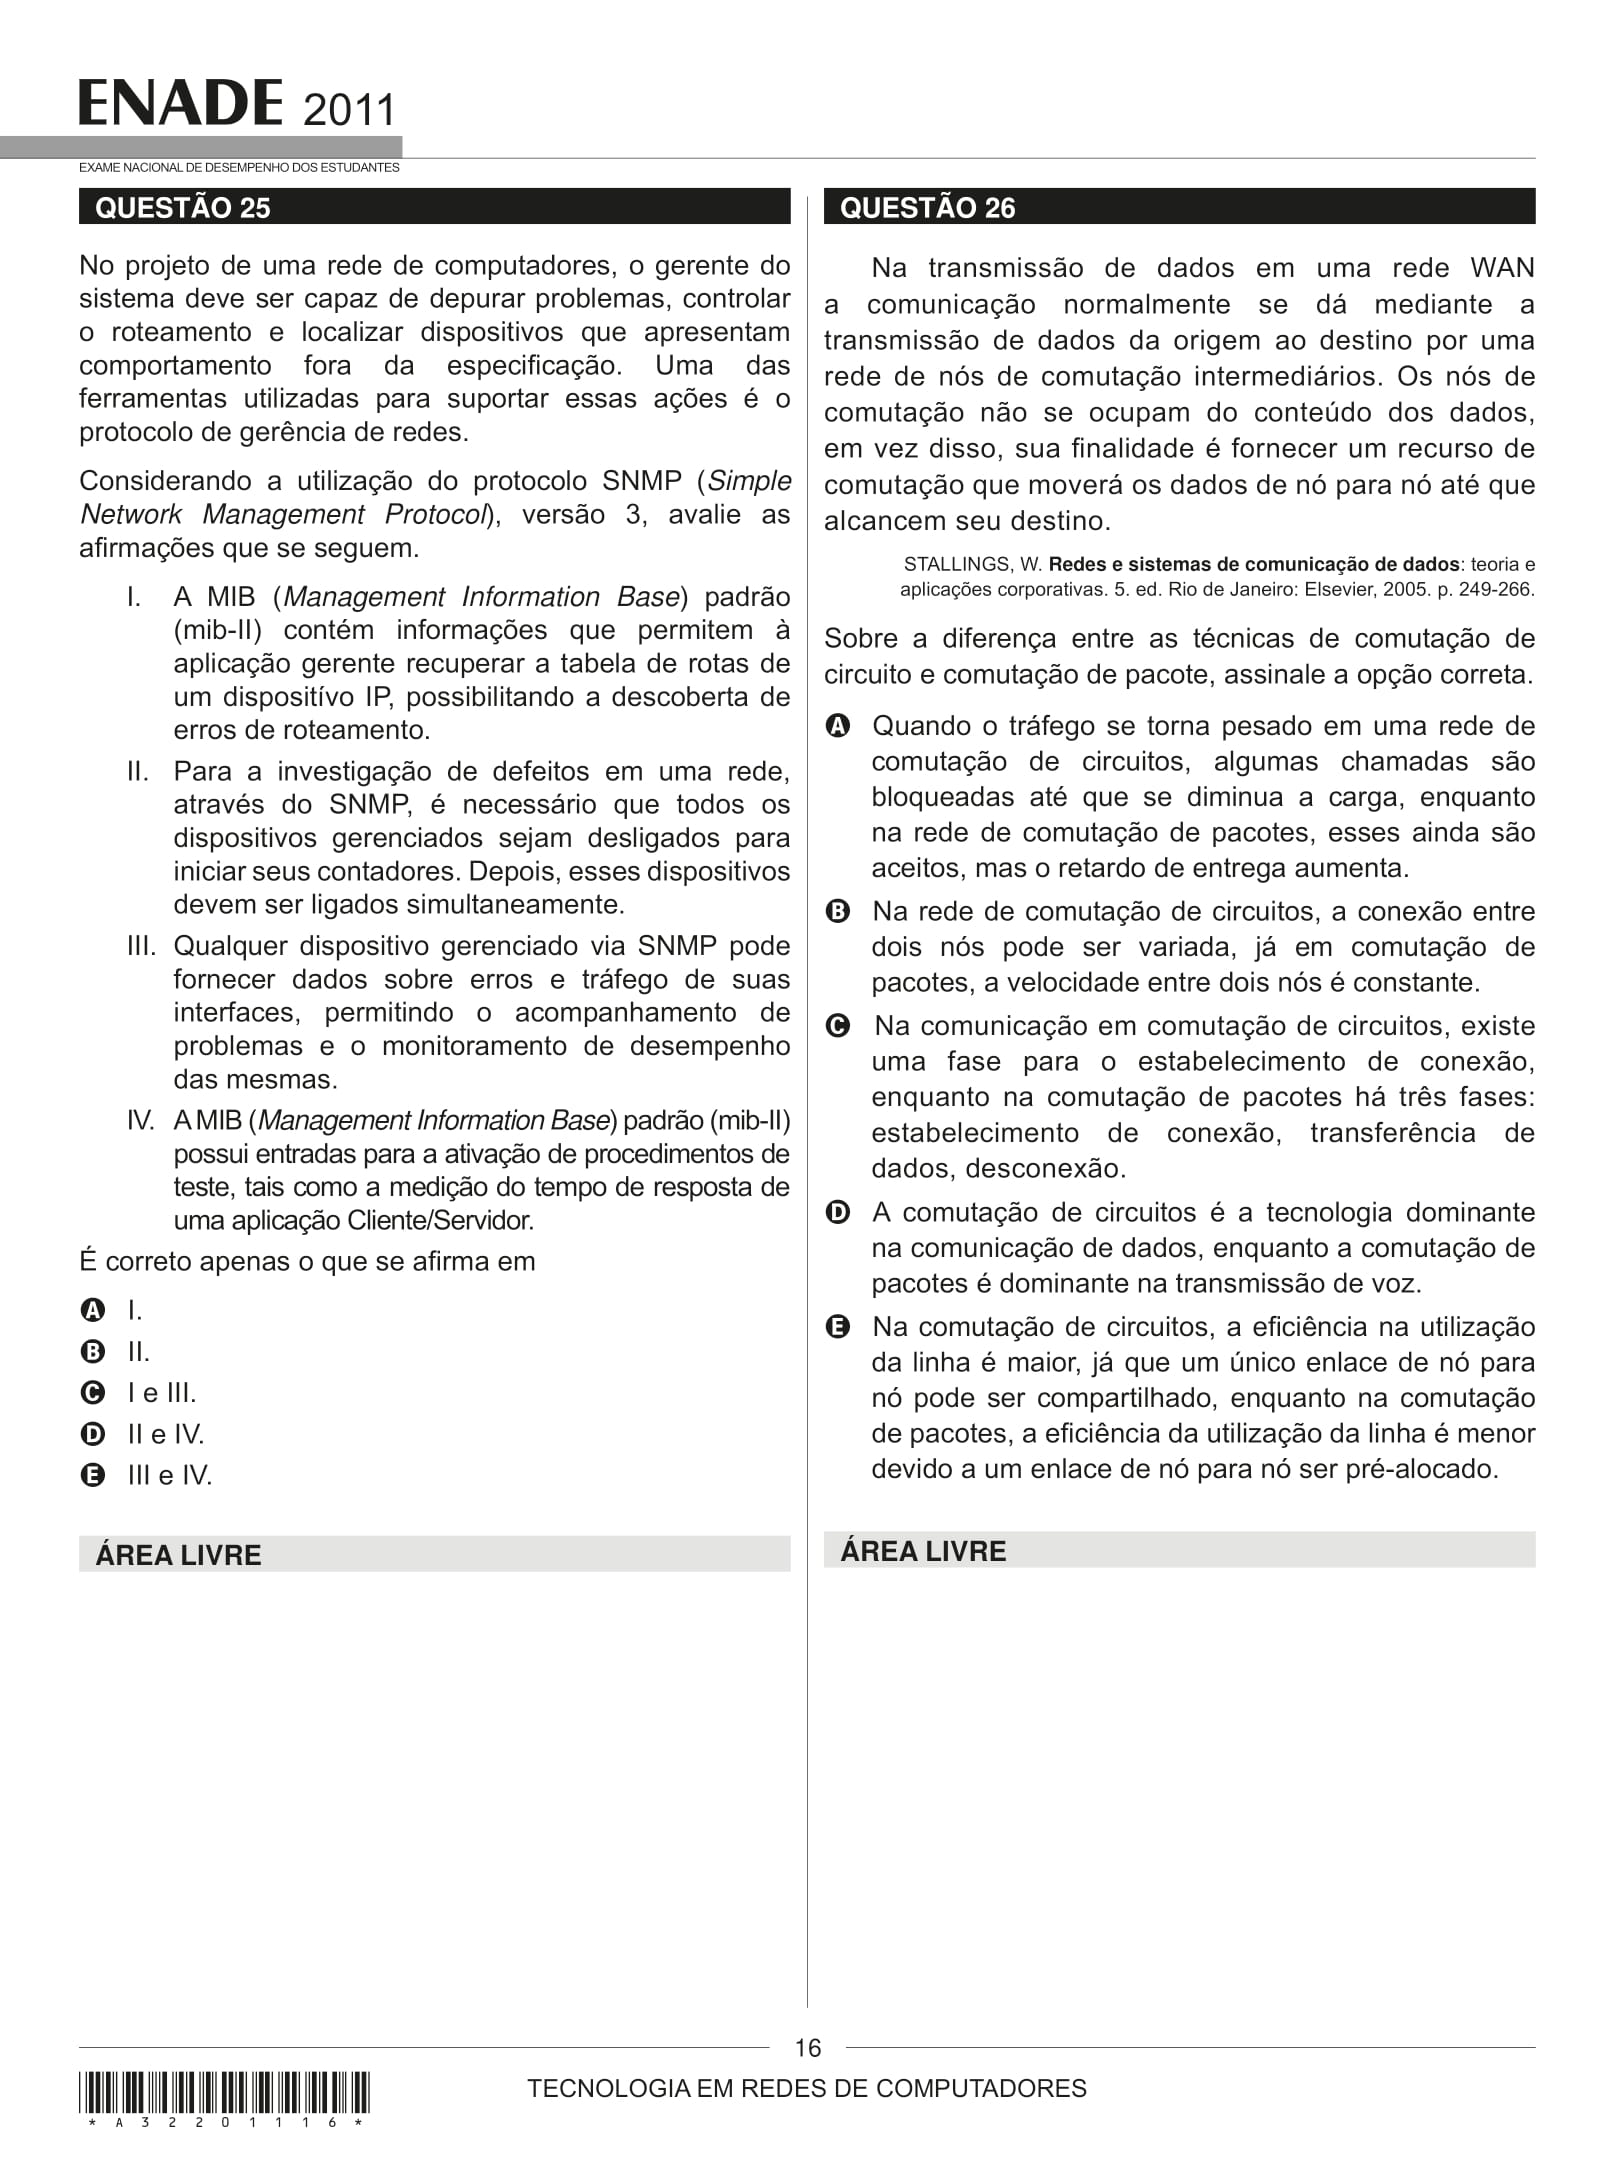 ENADE 2011
EXAME NACIONAL DE DESEMPENHO DOS ESTUDANTES
QUESTÃO 25
No projeto de uma rede de computadores, o gerente do
sistema deve ser capaz de depurar problemas, controlar
o roteamento e localizar dispositivos que apresentam
comportamento fora da especificação. Uma das
ferramentas utilizadas para suportar essas ações é o
protocolo de gerência de redes.
Considerando a utilização do protocolo SNMP (Simple
Network Management Protocol), versão 3, avalie as
afirmações que se seguem.
I. A MIB (Management Information Base) padrão
(mib-II) contém informações que permitem à
aplicação gerente recuperar a tabela de rotas de
um dispositívo IP, possibilitando a descoberta de
erros de roteamento.
II. Para a investigação de defeitos em uma rede,
através do SNMP, é necessário que todos os
dispositivos gerenciados sejam desligados para
iniciar seus contadores. Depois, esses dispositivos
devem ser ligados simultaneamente.
III. Qualquer dispositivo gerenciado via SNMP pode
fornecer dados sobre erros e tráfego de suas
interfaces, permitindo o acompanhamento de
problemas e o monitoramento de desempenho
das mesmas.
IV. A MIB (Management Information Base) padrão (mib-II)
possui entradas para a ativação de procedimentos de
teste, tais como a medição do tempo de resposta de
uma aplicação Cliente/Servidor.
É correto apenas o que se afirma em
A I.
B II.
C I e III.
D II e IV.
E III e IV.
ÁREA LIVRE
QUESTÃO 26
Na transmissão de dados em uma rede WAN
a comunicação normalmente se dá mediante a
transmissão de dados da origem ao destino por uma
rede de nós de comutação intermediários. Os nós de
comutação não se ocupam do conteúdo dos dados,
em vez disso, sua finalidade é fornecer um recurso de
comutação que moverá os dados de nó para nó até que
alcancem seu destino.
STALLINGS, W. Redes e sistemas de comunicação de dados: teoria e
aplicações corporativas. 5. ed. Rio de Janeiro: Elsevier, 2005. p. 249-266.
Sobre a diferença entre as técnicas de comutação de
circuito e comutação de pacote, assinale a opção correta.
A Quando o tráfego se torna pesado em uma rede de
comutação de circuitos, algumas chamadas são
bloqueadas até que se diminua a carga, enquanto
na rede de comutação de pacotes, esses ainda são
aceitos, mas o retardo de entrega aumenta.
B Na rede de comutação de circuitos, a conexão entre
dois nós pode ser variada, já em comutação de
pacotes, a velocidade entre dois nós é constante.
C Na comunicação em comutação de circuitos, existe
uma fase para o estabelecimento de conexão,
enquanto na comutação de pacotes há três fases:
estabelecimento de conexão, transferência de
dados, desconexão.
D A comutação de circuitos é a tecnologia dominante
na comunicação de dados, enquanto a comutação de
pacotes é dominante na transmissão de voz.
E Na comutação de circuitos, a eficiência na utilização
da linha é maior, já que um único enlace de nó para
nó pode ser compartilhado, enquanto na comutação
de pacotes, a eficiência da utilização da linha é menor
devido a um enlace de nó para nó ser pré-alocado.
ÁREA LIVRE
16
TECNOLOGIA EM REDES DE COMPUTADORES
* A 3 2 2 0 1 1 1 6 *